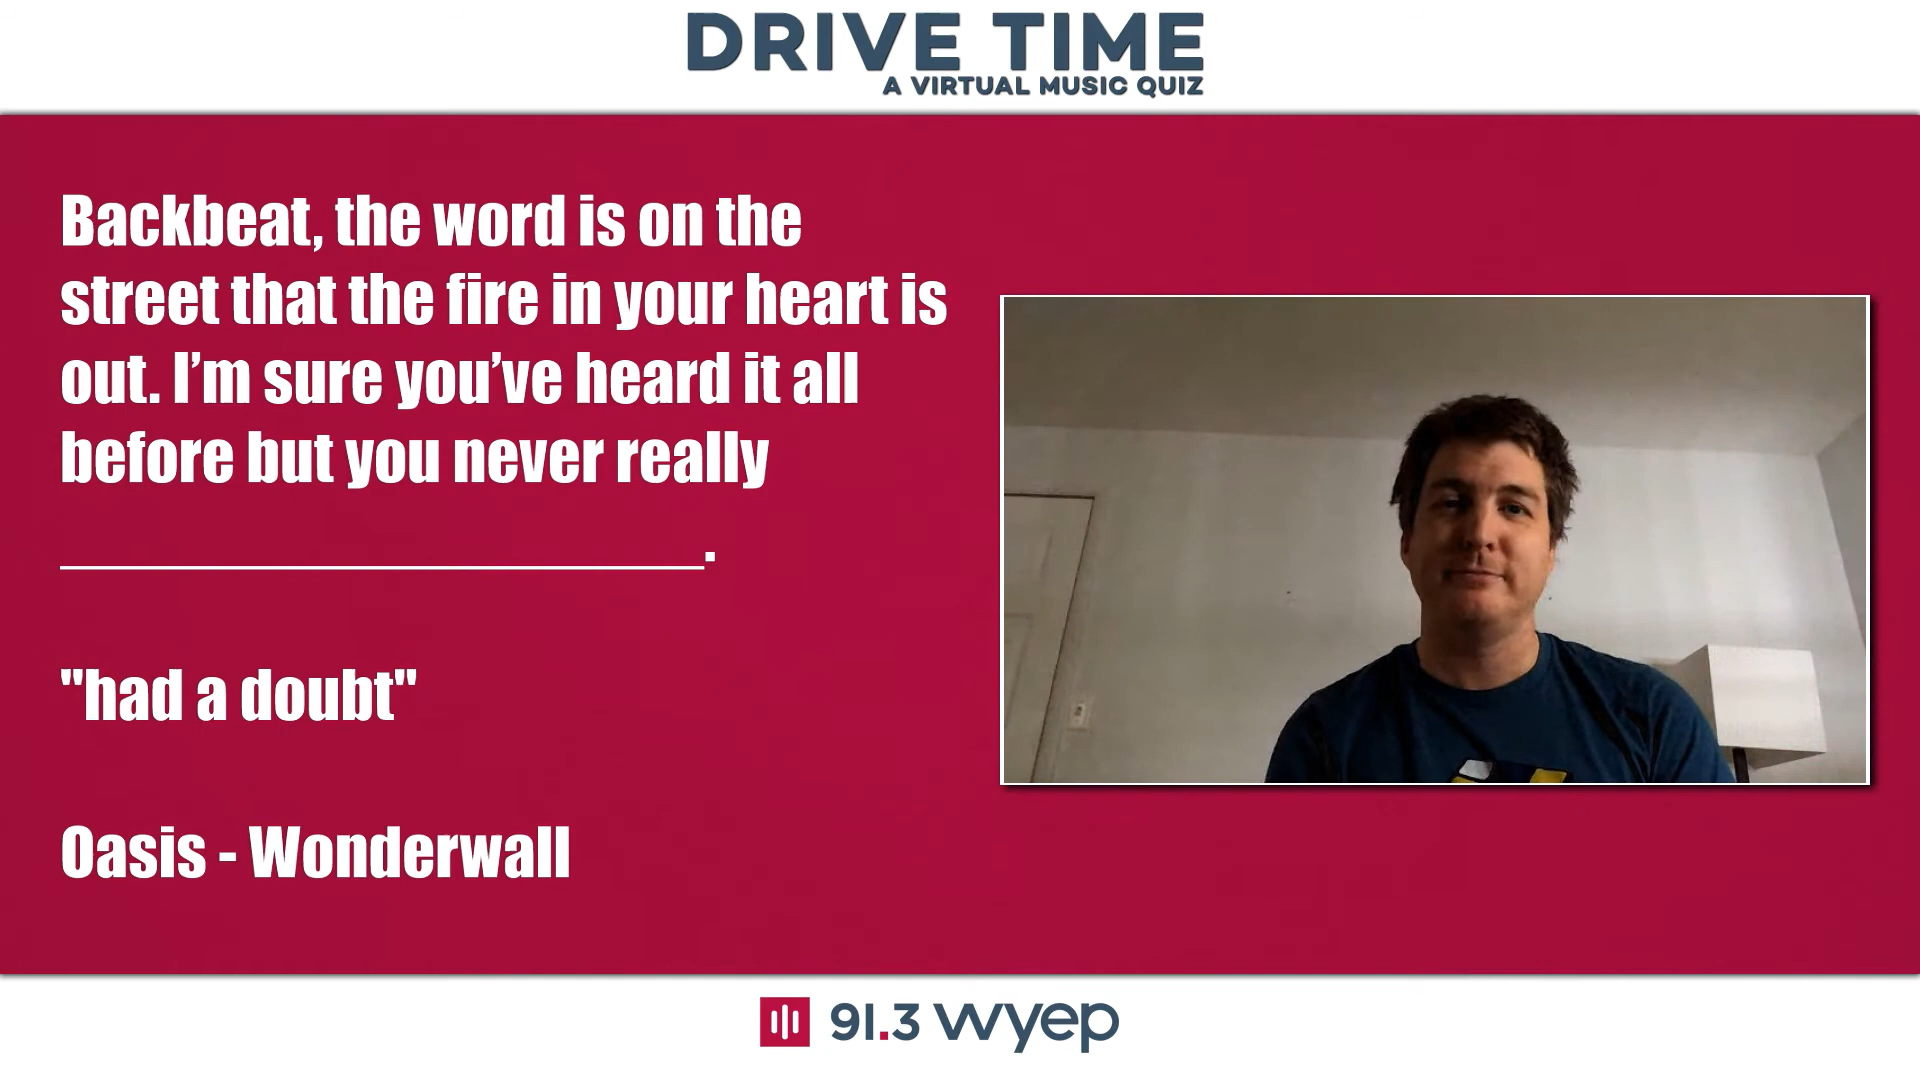 DRIVE TIME
A VIRTUAL MUSIC QUIZ
Backbeat, the word is on the
street that the fire in your heart is
out. I’m sure you’ve heard it all
before but you never really
_______________________.
"had a doubt"
Oasis - Wonderwall
91.3 wyep